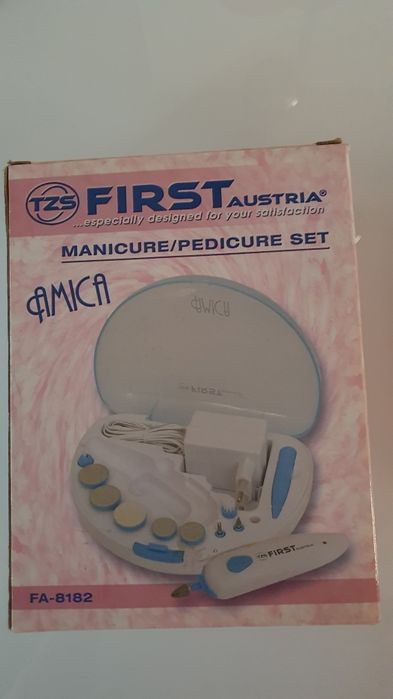 TZS FIRST AUSTRIA®
...especially designed for your satisfaction
MANICURE/PEDICURE SET
AMICA
AMICA
FIRST
TZS FIRST AUSTRIA
FA-8182